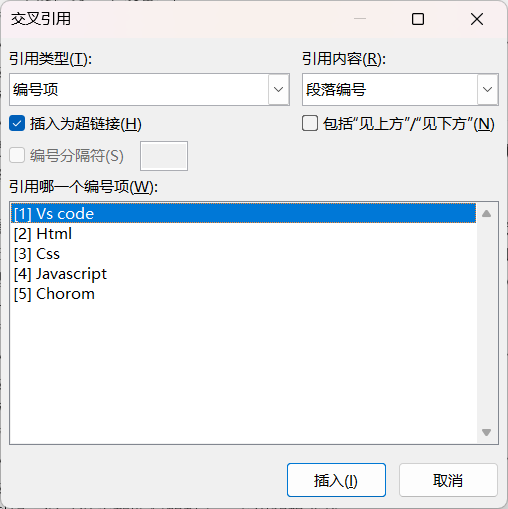 交叉引用
引用类型(T): 引用内容(R):
编号项 段落编号
插入为超链接(H) 包括“见上方”/“见下方”(N)
编号分隔符(S)
引用哪一个编号项(W):
[1] Vs code
[2] Html
[3] Css
[4] Javascript
[5] Chorom
插入(I) 取消